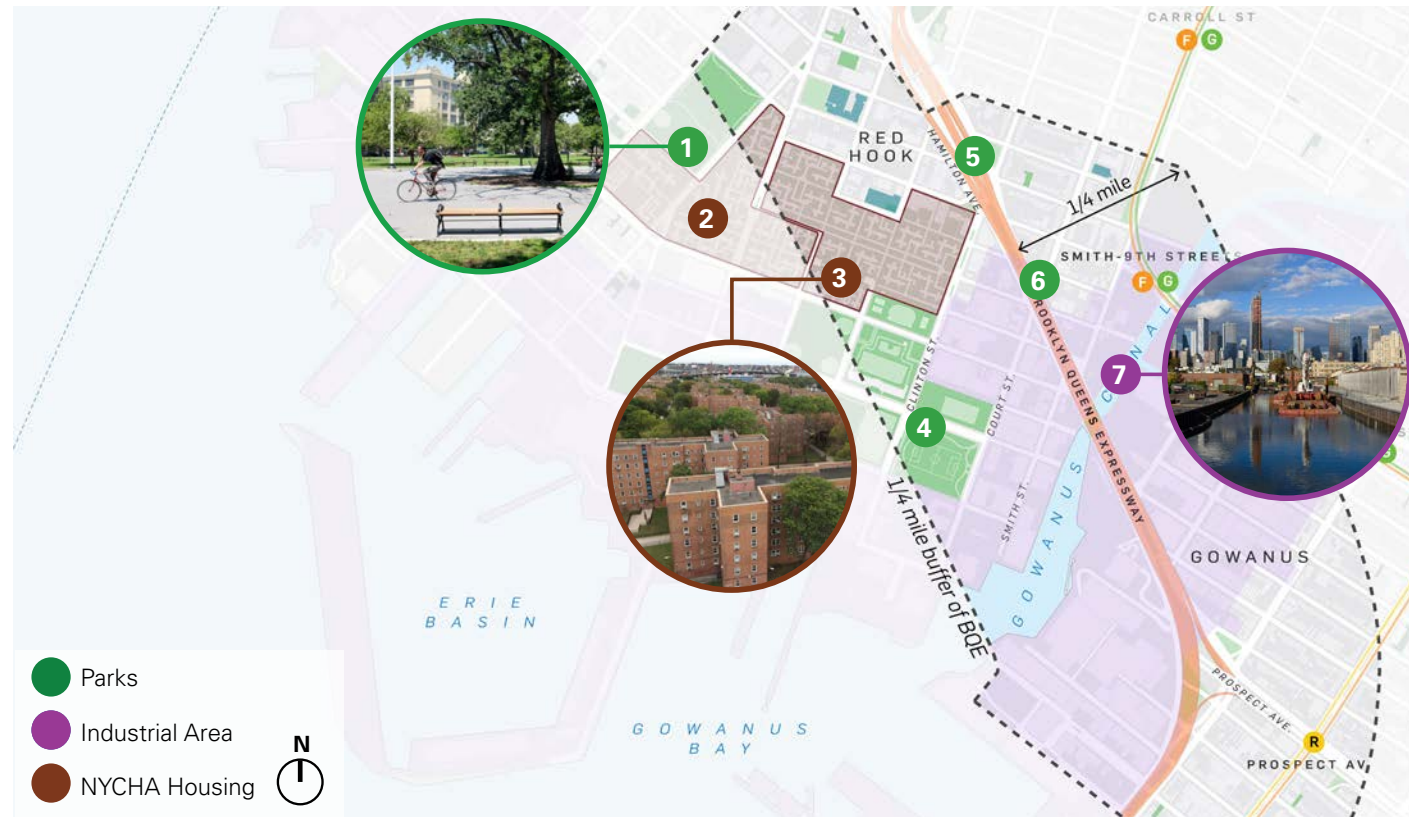 CARROLL ST
F G
RED
HOOK
HAMILTON AVE
1
5
1/4 mile
2
SMITH-9TH STREETS
F G
3
6
7
BROOKLYN QUEENS EXPRESSWAY
CLINTON ST.
COURT ST.
4
SMITH ST.
GOWANUS CANAL
1/4 mile buffer of BQE
GOWANUS
ERIE
BASIN
GOWANUS
BAY
PROSPECT AVE.
R
PROSPECT AV
Parks
Industrial Area
NYCHA Housing
N